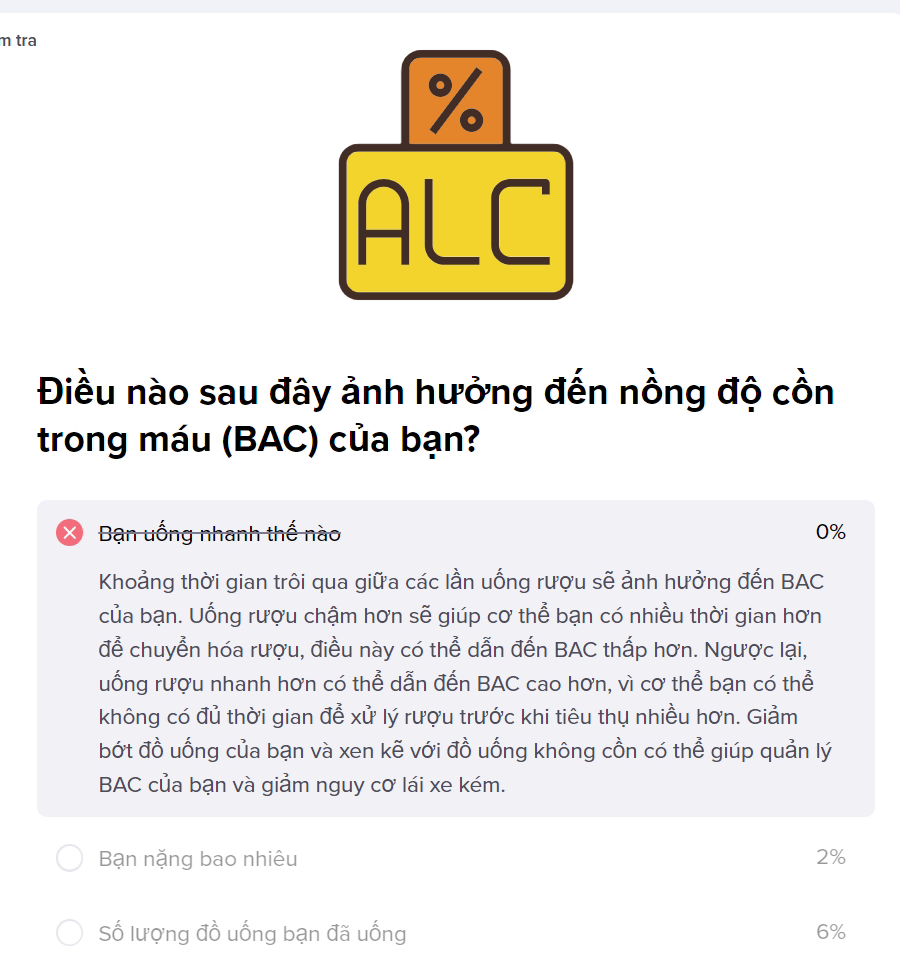 m tra
%
ALC
Điều nào sau đây ảnh hưởng đến nồng độ cồn
trong máu (BAC) của bạn?
Bạn uống nhanh thế nào 0%
Khoảng thời gian trôi qua giữa các lần uống rượu sẽ ảnh hưởng đến BAC
của bạn. Uống rượu chậm hơn sẽ giúp cơ thể bạn có nhiều thời gian hơn
để chuyển hóa rượu, điều này có thể dẫn đến BAC thấp hơn. Ngược lại,
uống rượu nhanh hơn có thể dẫn đến BAC cao hơn, vì cơ thể bạn có thể
không có đủ thời gian để xử lý rượu trước khi tiêu thụ nhiều hơn. Giảm
bớt đồ uống của bạn và xen kẽ với đồ uống không cồn có thể giúp quản lý
BAC của bạn và giảm nguy cơ lái xe kém.
Bạn nặng bao nhiêu 2%
Số lượng đồ uống bạn đã uống 6%